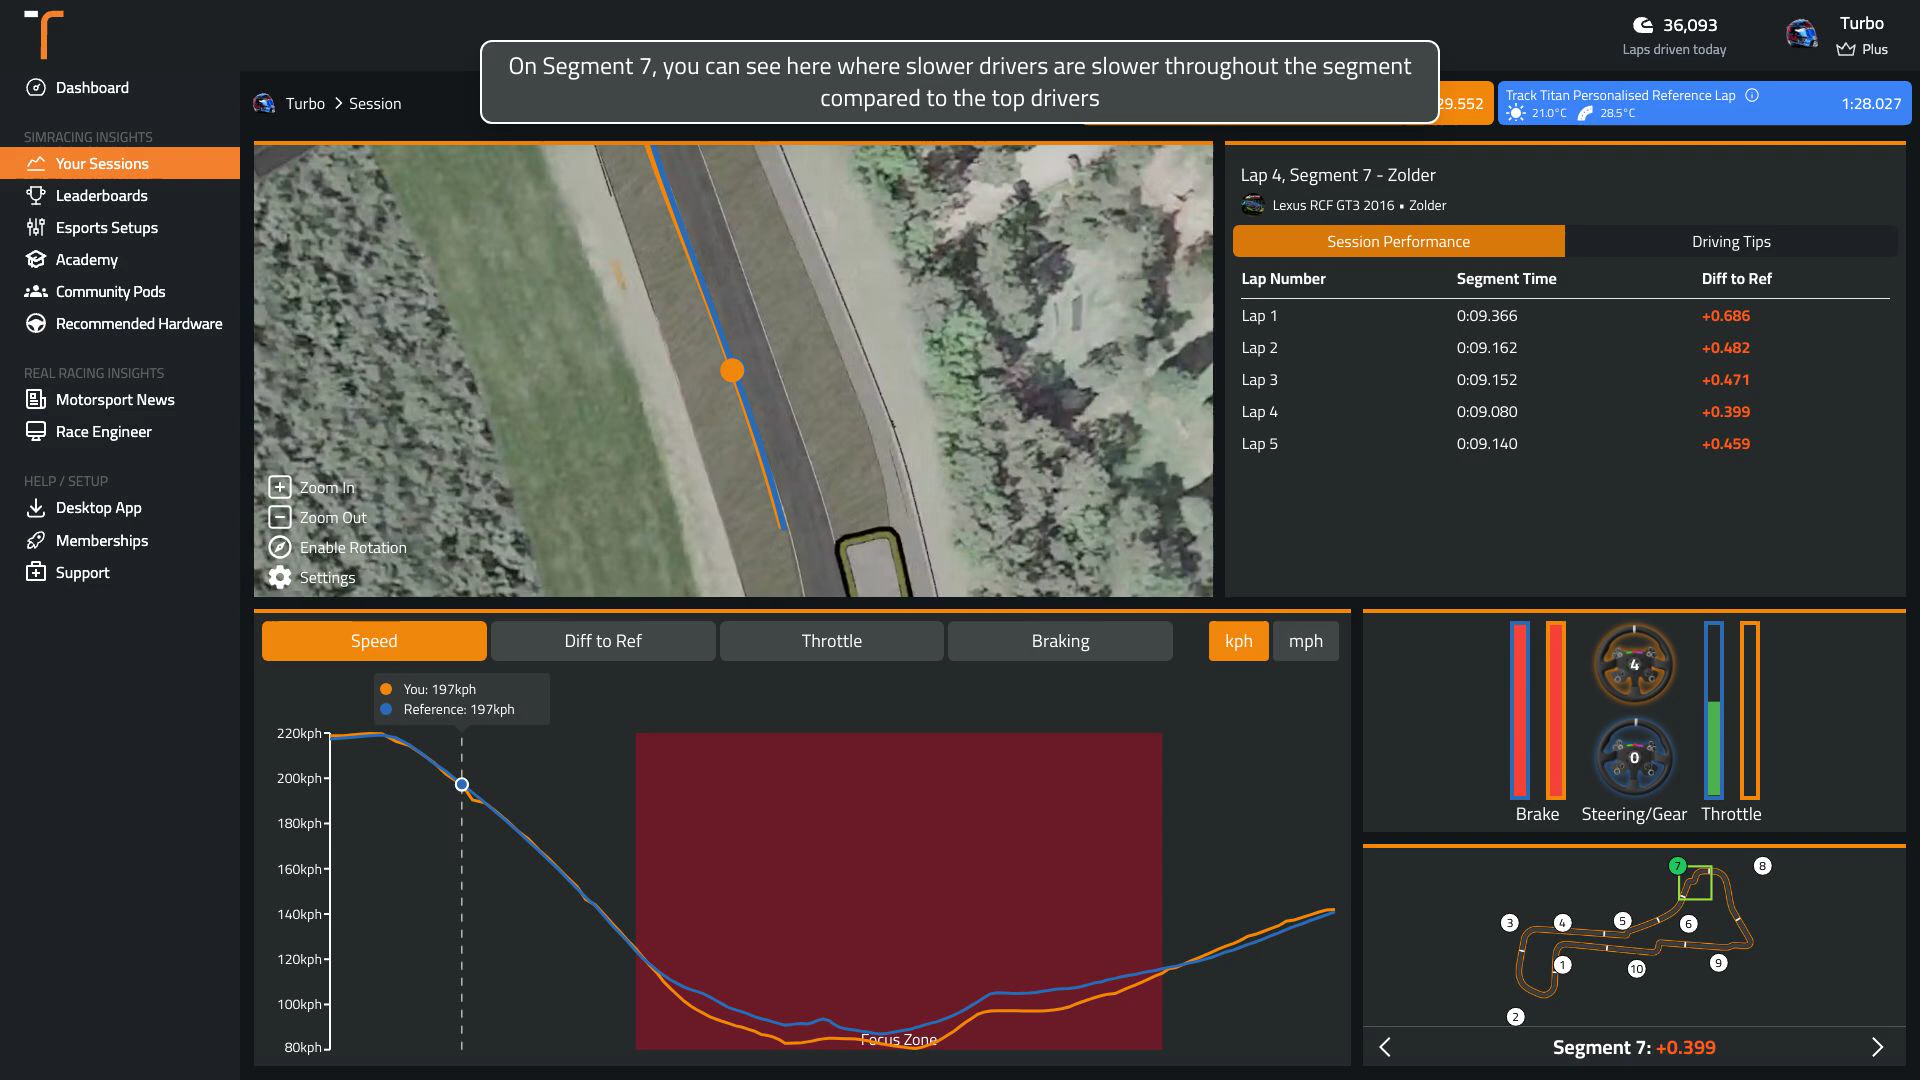 36,093
Laps driven today
Turbo
Plus
On Segment 7, you can see here where slower drivers are slower throughout the segment
compared to the top drivers
Dashboard
SIMRACING INSIGHTS
Your Sessions
Leaderboards
Esports Setups
Academy
Community Pods
Recommended Hardware
REAL RACING INSIGHTS
Motorsport News
Race Engineer
HELP / SETUP
Desktop App
Memberships
Support
Turbo > Session
29.552
Track Titan Personalised Reference Lap
21.0°C 28.5°C
1:28.027
Zoom In
Zoom Out
Enable Rotation
Settings
Lap 4, Segment 7 - Zolder
Lexus RCF GT3 2016 • Zolder
Session Performance Driving Tips
Lap Number Segment Time Diff to Ref
Lap 1 0:09.366 +0.686
Lap 2 0:09.162 +0.482
Lap 3 0:09.152 +0.471
Lap 4 0:09.080 +0.399
Lap 5 0:09.140 +0.459
Speed Diff to Ref Throttle Braking kph mph
You: 197kph
Reference: 197kph
220kph
200kph
180kph
160kph
140kph
120kph
100kph
80kph
Focus Zone
4
0
Brake Steering/Gear Throttle
7 8
3 4 5 6
1 10 9
2
Segment 7: +0.399